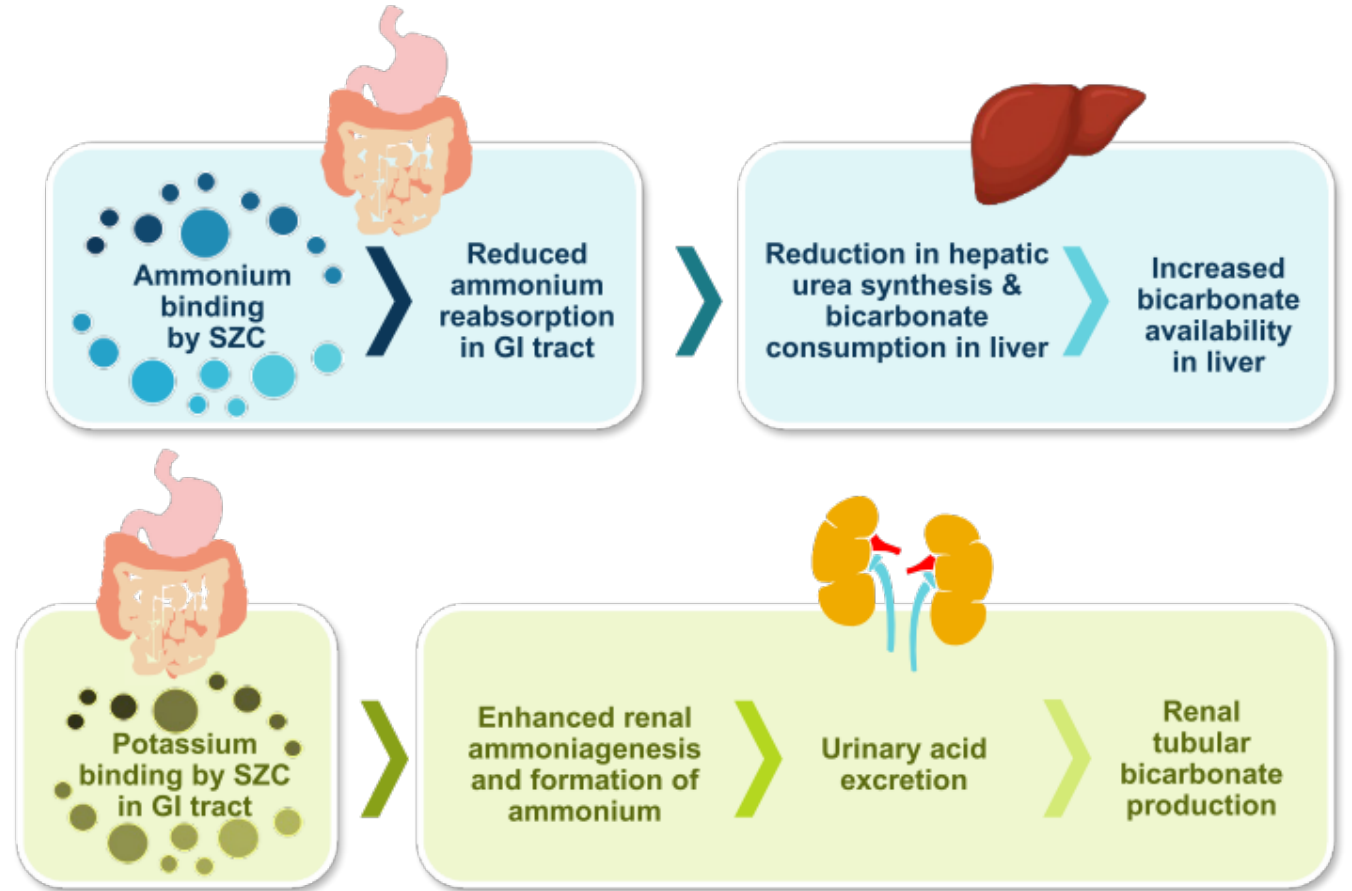 Ammonium
binding
by SZC
Reduced
ammonium
reabsorption
in GI tract
Reduction in hepatic
urea synthesis &
bicarbonate
consumption in liver
Increased
bicarbonate
availability
in liver
Potassium
binding by SZC
in GI tract
Enhanced renal
ammoniagenesis
and formation of
ammonium
Urinary acid
excretion
Renal
tubular
bicarbonate
production